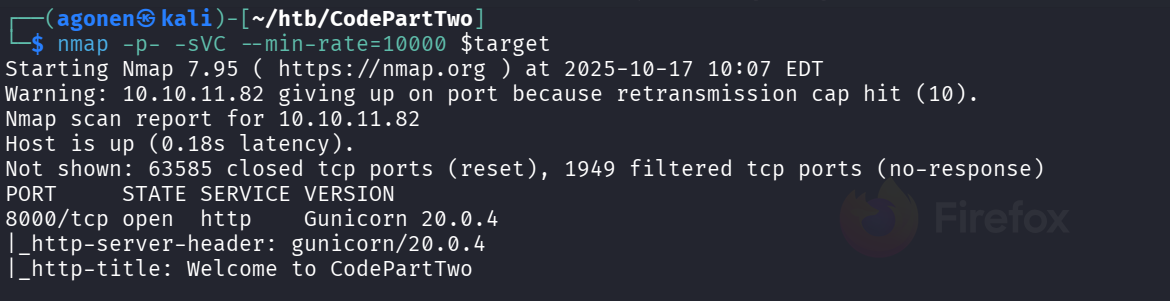 ┌──(agonen㉿kali)-[~/htb/CodePartTwo]
└─$ nmap -p- -sVC --min-rate=10000 $target
Starting Nmap 7.95 ( https://nmap.org ) at 2025-10-17 10:07 EDT
Warning: 10.10.11.82 giving up on port because retransmission cap hit (10).
Nmap scan report for 10.10.11.82
Host is up (0.18s latency).
Not shown: 63585 closed tcp ports (reset), 1949 filtered tcp ports (no-response)
PORT     STATE SERVICE VERSION
8000/tcp open  http    Gunicorn 20.0.4
|_http-server-header: gunicorn/20.0.4
|_http-title: Welcome to CodePartTwo
Firefox